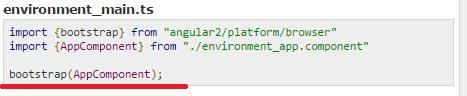 environment_main.ts
import {bootstrap} from "angular2/platform/browser"
import {AppComponent} from "./environment_app.component"
bootstrap(AppComponent);